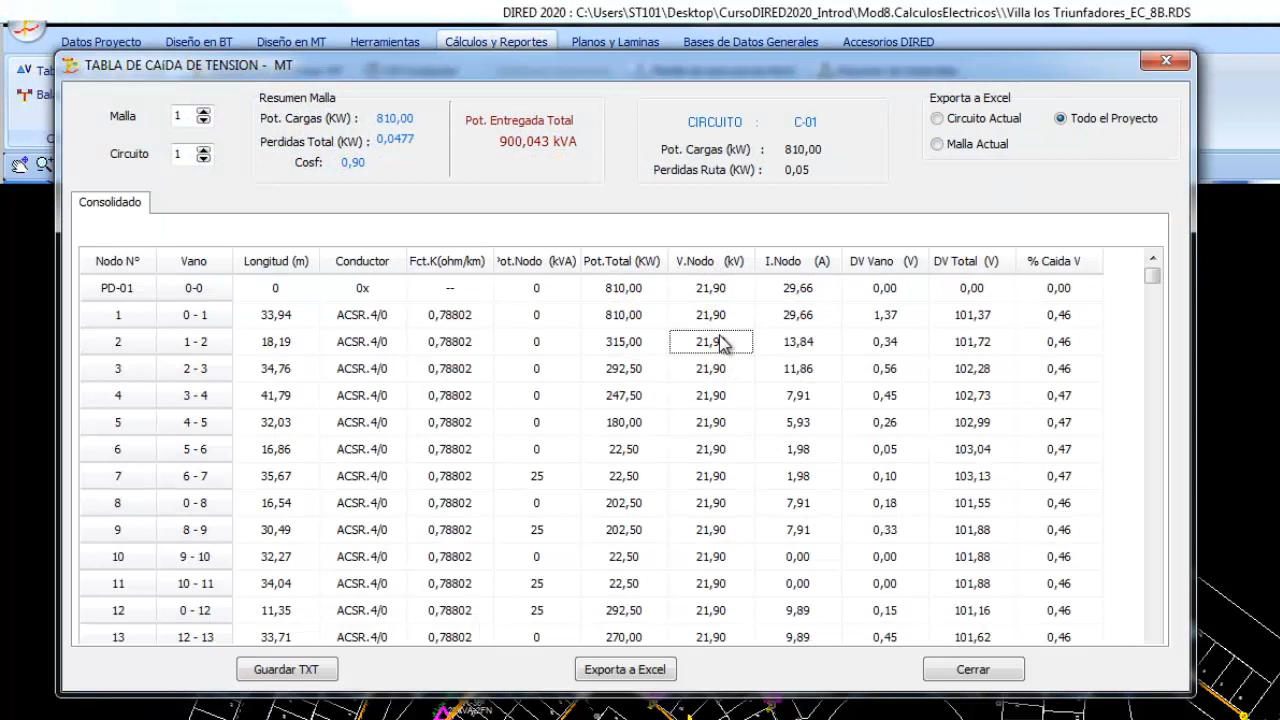 DIRED 2020 : C:\Users\ST101\Desktop\CursoDIRED2020_Introd\Mod8.CalculosElectricos\\Villa los Triunfadores_EC_8B.RDS
Datos Proyecto Diseño en BT Diseño en MT Herramientas Cálculos y Reportes Planos y Laminas Bases de Datos Generales Accesorios DIRED
TABLA DE CAíDA DE TENSION - MT
Malla 1
Circuito 1
Resumen Malla
Pot. Cargas (KW) : 810,00
Perdidas Total (KW) : 0,0477
Cosf: 0,90
Pot. Entregada Total
900,043 kVA
CIRCUITO : C-01
Pot. Cargas (kW) : 810,00
Perdidas Ruta (KW) : 0,05
Exporta a Excel
Circuito Actual Todo el Proyecto
Malla Actual
Consolidado
Nodo N° Vano Longitud (m) Conductor Fct.K(ohm/km) ot.Nodo (kVA) Pot.Total (KW) V.Nodo (kV) I.Nodo (A) DV Vano (V) DV Total (V) % Caida V
PD-01 0-0 0 0x -- 0 810,00 21,90 29,66 0,00 0,00 0,00
1 0 - 1 33,94 ACSR.4/0 0,78802 0 810,00 21,90 29,66 1,37 101,37 0,46
2 1 - 2 18,19 ACSR.4/0 0,78802 0 315,00 21,9 13,84 0,34 101,72 0,46
3 2 - 3 34,76 ACSR.4/0 0,78802 0 292,50 21,90 11,86 0,56 102,28 0,46
4 3 - 4 41,79 ACSR.4/0 0,78802 0 247,50 21,90 7,91 0,45 102,73 0,47
5 4 - 5 32,03 ACSR.4/0 0,78802 0 180,00 21,90 5,93 0,26 102,99 0,47
6 5 - 6 16,86 ACSR.4/0 0,78802 0 22,50 21,90 1,98 0,05 103,04 0,47
7 6 - 7 35,67 ACSR.4/0 0,78802 25 22,50 21,90 1,98 0,10 103,13 0,47
8 0 - 8 16,54 ACSR.4/0 0,78802 0 202,50 21,90 7,91 0,18 101,55 0,46
9 8 - 9 30,49 ACSR.4/0 0,78802 25 202,50 21,90 7,91 0,33 101,88 0,46
10 9 - 10 32,27 ACSR.4/0 0,78802 0 22,50 21,90 0,00 0,00 101,88 0,46
11 10 - 11 34,04 ACSR.4/0 0,78802 25 22,50 21,90 0,00 0,00 101,88 0,46
12 0 - 12 11,35 ACSR.4/0 0,78802 25 292,50 21,90 9,89 0,15 101,16 0,46
13 12 - 13 33,71 ACSR.4/0 0,78802 0 270,00 21,90 9,89 0,45 101,62 0,46
Guardar TXT Exporta a Excel Cerrar